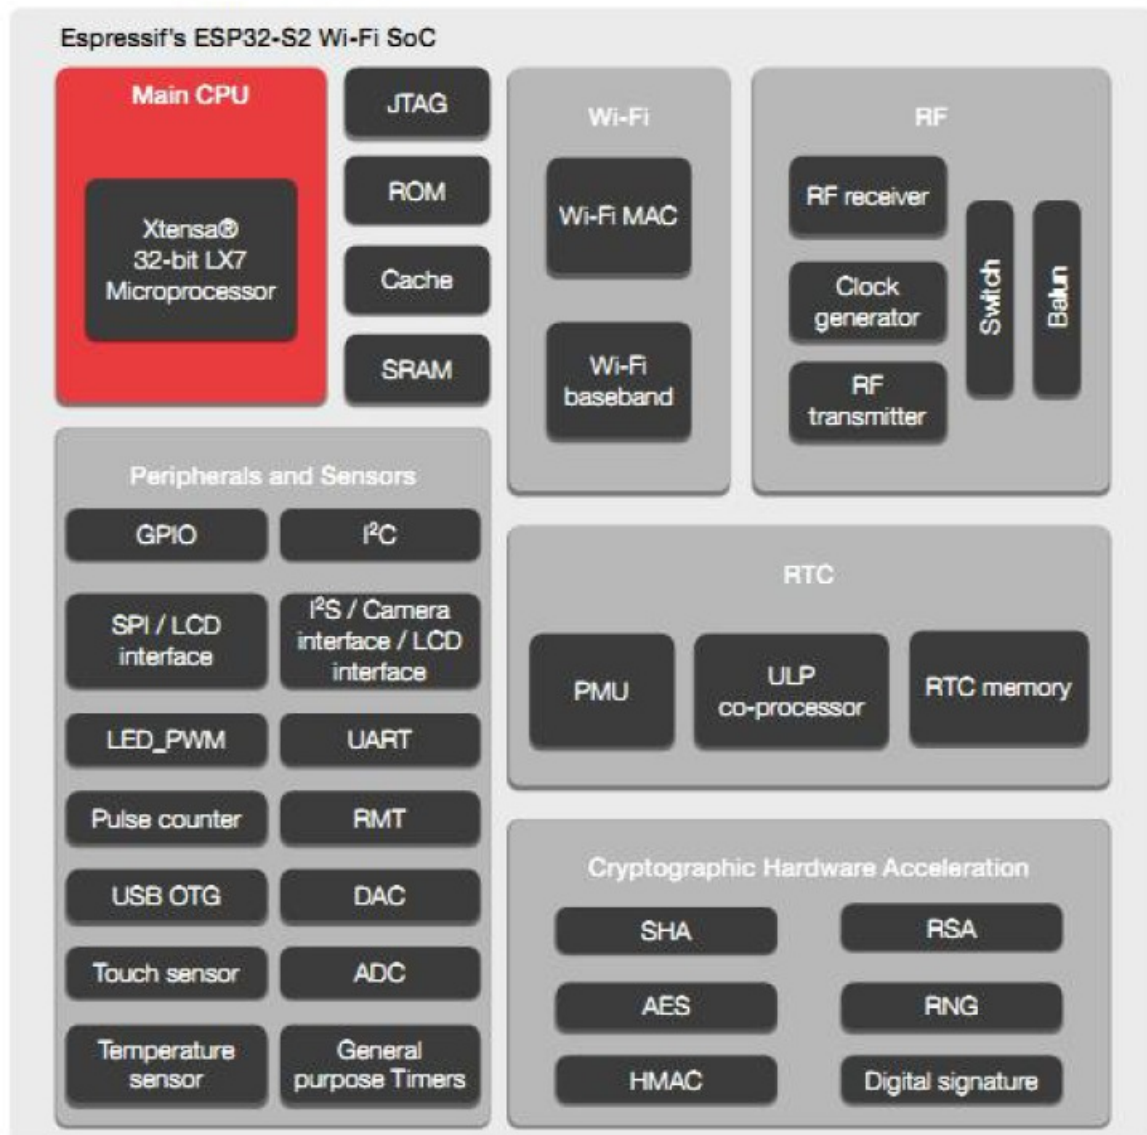 Espressif's ESP32-S2 Wi-Fi SoC
Main CPU
Xtensa®
32-bit LX7
Microprocessor
JTAG
ROM
Cache
SRAM
Wi-Fi
Wi-Fi MAC
Wi-Fi
baseband
RF
RF receiver
Clock
generator
RF
transmitter
Switch
Balun
Peripherals and Sensors
GPIO
I²C
SPI / LCD
interface
I²S / Camera
interface / LCD
interface
LED_PWM
UART
Pulse counter
RMT
USB OTG
DAC
Touch sensor
ADC
Temperature
sensor
General
purpose Timers
RTC
PMU
ULP
co-processor
RTC memory
Cryptographic Hardware Acceleration
SHA
RSA
AES
RNG
HMAC
Digital signature